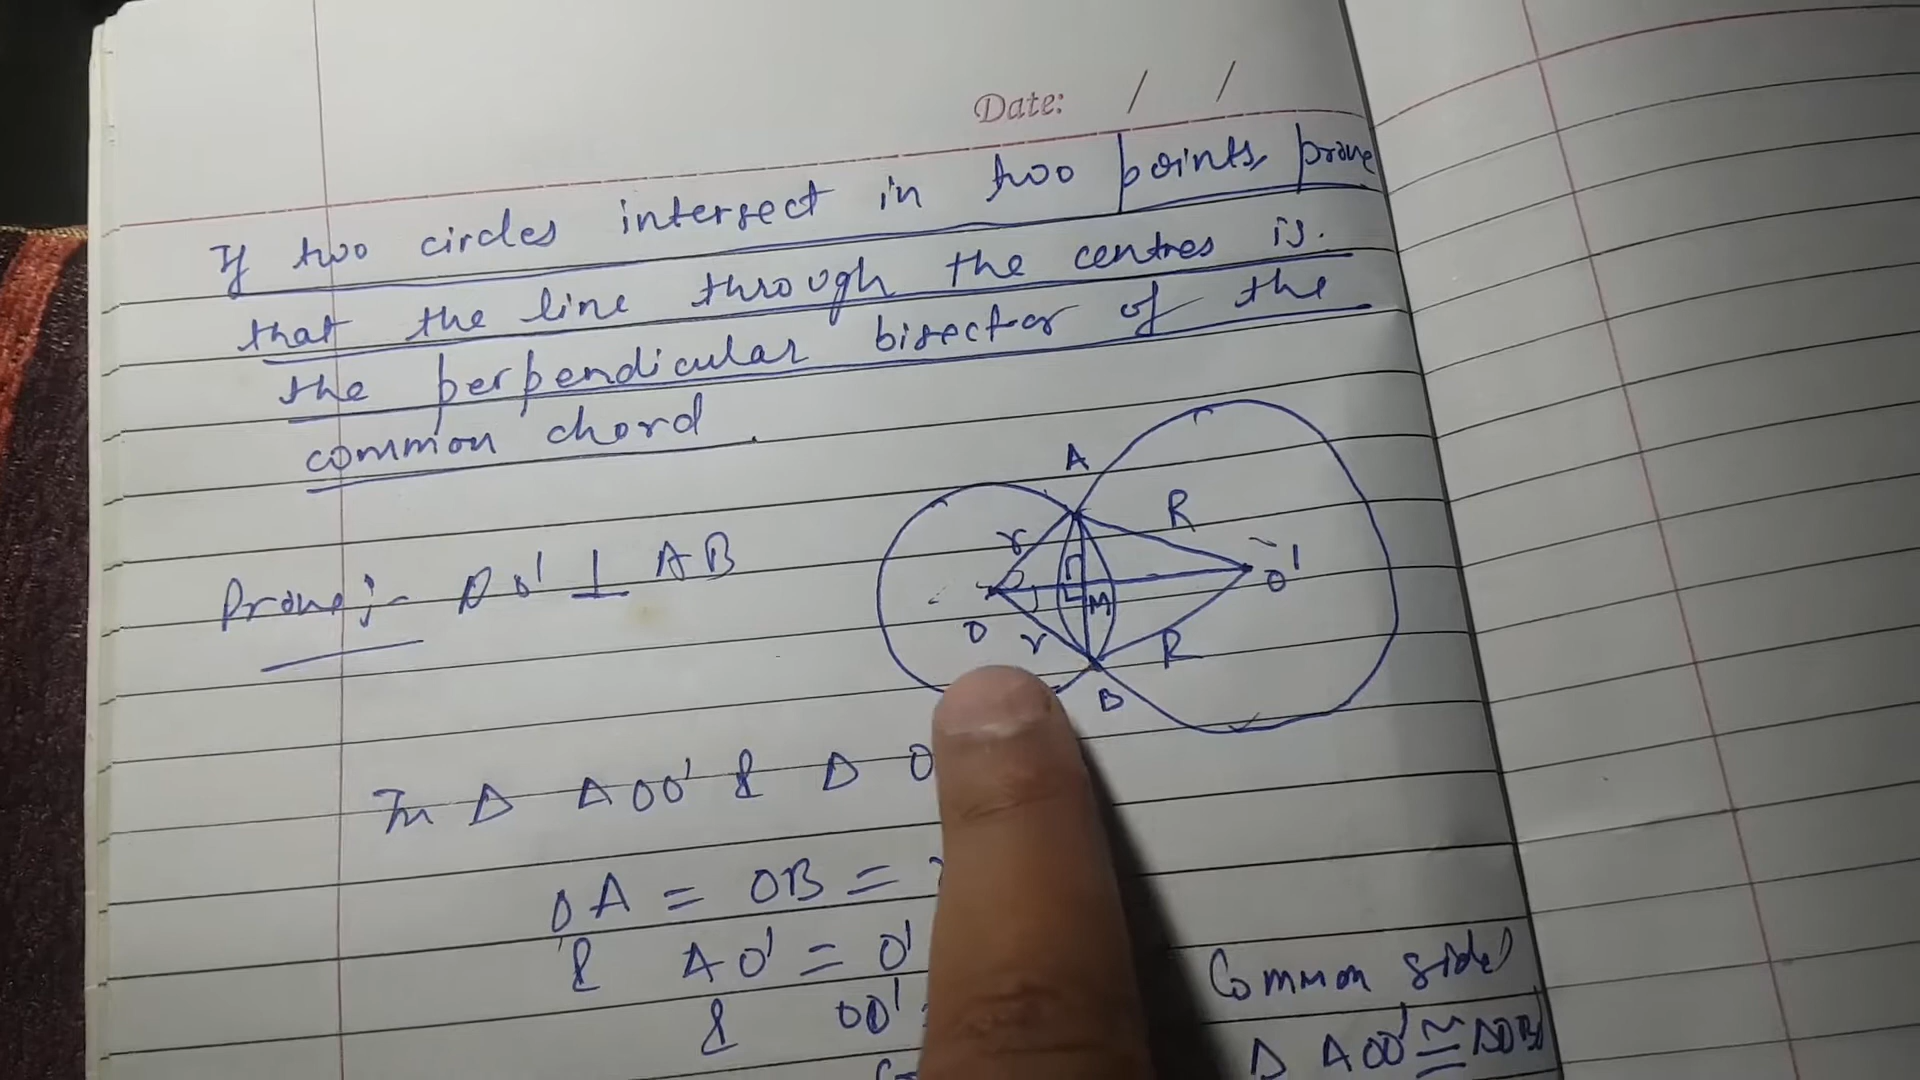 Date: / /
If two circles intersect in two points, prove
that the line through the centres is.
the perpendicular bisector of the
common chord.
A
R
r
O'
M
O
r
R
B
Prove :- OO' ⊥ AB
In Δ AOO' & Δ O
OA = OB =
& AO' = O'
& OO' Common side)
Δ AOO' ≅